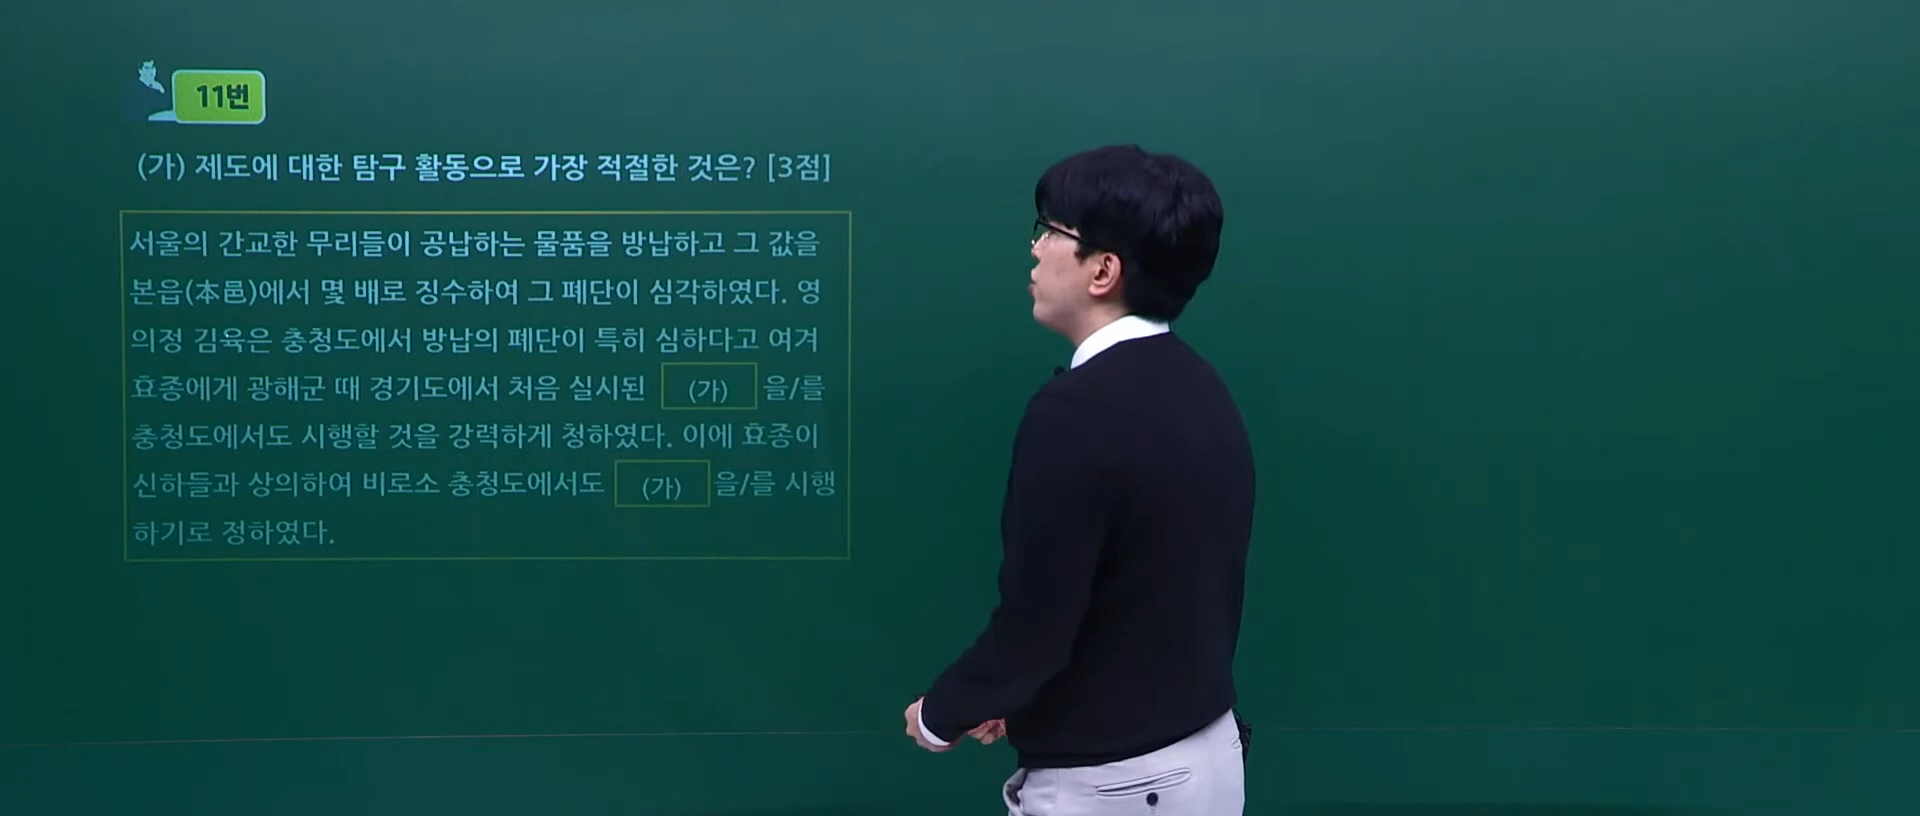 11번
(가) 제도에 대한 탐구 활동으로 가장 적절한 것은? [3점]
서울의 간교한 무리들이 공납하는 물품을 방납하고 그 값을
본읍(本邑)에서 몇 배로 징수하여 그 폐단이 심각하였다. 영
의정 김육은 충청도에서 방납의 폐단이 특히 심하다고 여겨
효종에게 광해군 때 경기도에서 처음 실시된 (가) 을/를
충청도에서도 시행할 것을 강력하게 청하였다. 이에 효종이
신하들과 상의하여 비로소 충청도에서도 (가) 을/를 시행
하기로 정하였다.